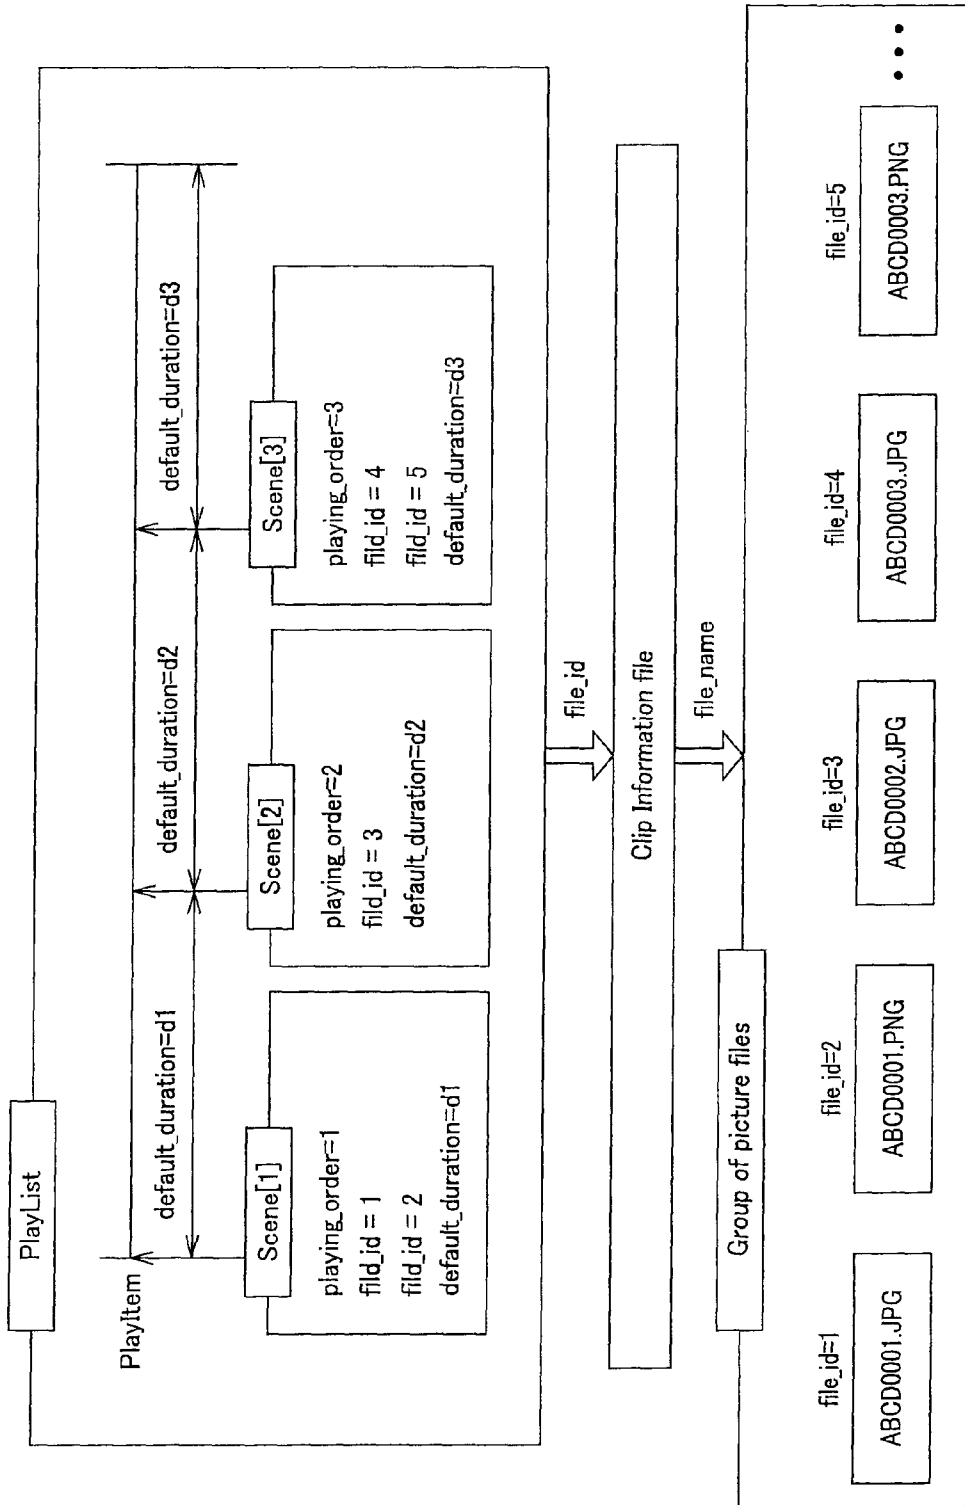 PlayList
PlayItem
default_duration=d1
default_duration=d2
default_duration=d3
Scene[1]
playing_order=1
fild_id = 1
fild_id = 2
default_duration=d1
Scene[2]
playing_order=2
fild_id = 3
default_duration=d2
Scene[3]
playing_order=3
fild_id = 4
fild_id = 5
default_duration=d3
file_id
Clip Information file
file_name
Group of picture files
file_id=1
ABCD0001.JPG
file_id=2
ABCD0001.PNG
file_id=3
ABCD0002.JPG
file_id=4
ABCD0003.JPG
file_id=5
ABCD0003.PNG
• • •